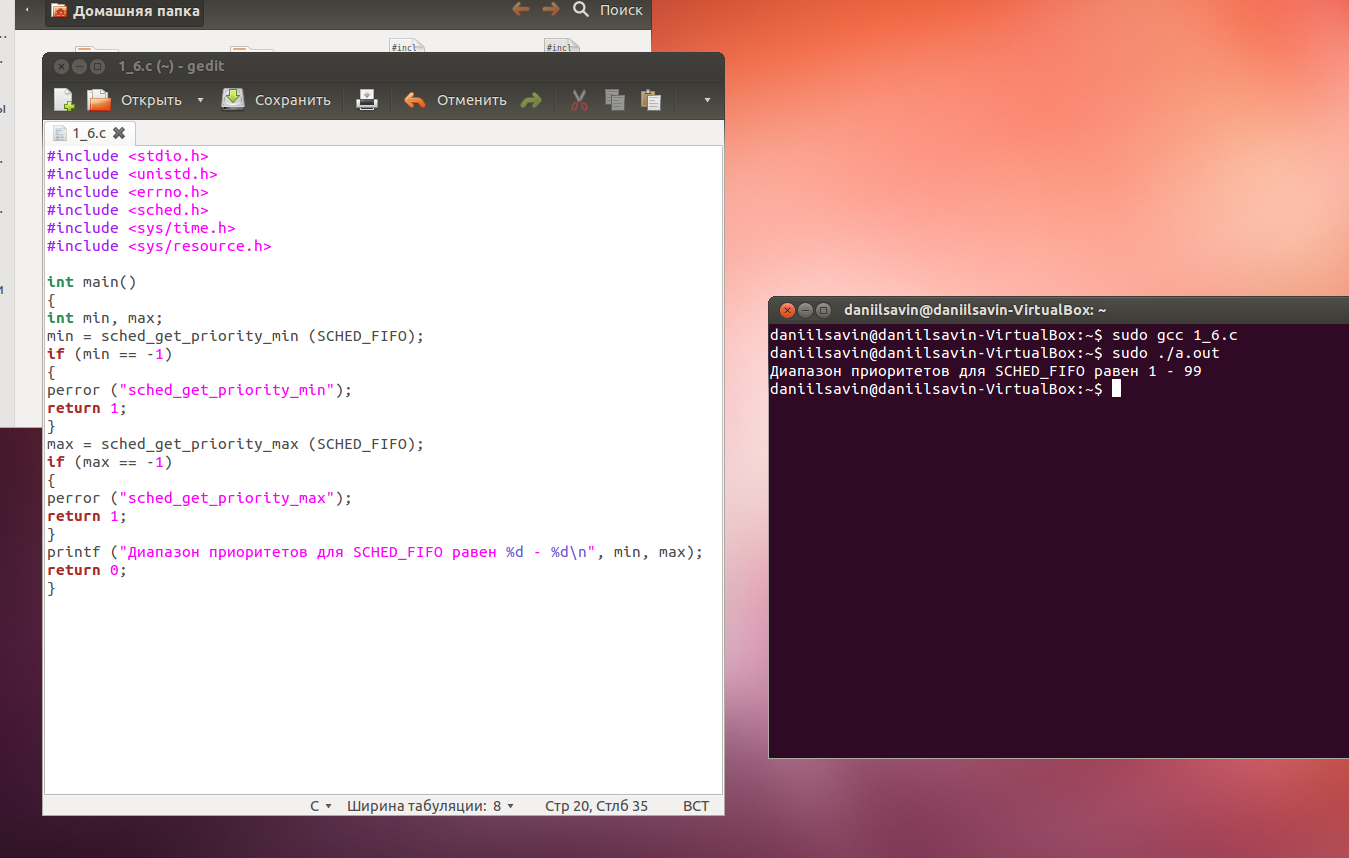 Домашняя папка
Поиск
#incl
#incl
1_6.c (~) - gedit
Открыть
Сохранить
Отменить
1_6.c
#include <stdio.h>
#include <unistd.h>
#include <errno.h>
#include <sched.h>
#include <sys/time.h>
#include <sys/resource.h>
int main()
{
int min, max;
min = sched_get_priority_min (SCHED_FIFO);
if (min == -1)
{
perror ("sched_get_priority_min");
return 1;
}
max = sched_get_priority_max (SCHED_FIFO);
if (max == -1)
{
perror ("sched_get_priority_max");
return 1;
}
printf ("Диапазон приоритетов для SCHED_FIFO равен %d - %d\n", min, max);
return 0;
}
C
Ширина табуляции: 8
Стр 20, Стлб 35
ВСТ
daniilsavin@daniilsavin-VirtualBox: ~
daniilsavin@daniilsavin-VirtualBox:~$ sudo gcc 1_6.c
daniilsavin@daniilsavin-VirtualBox:~$ sudo ./a.out
Диапазон приоритетов для SCHED_FIFO равен 1 - 99
daniilsavin@daniilsavin-VirtualBox:~$